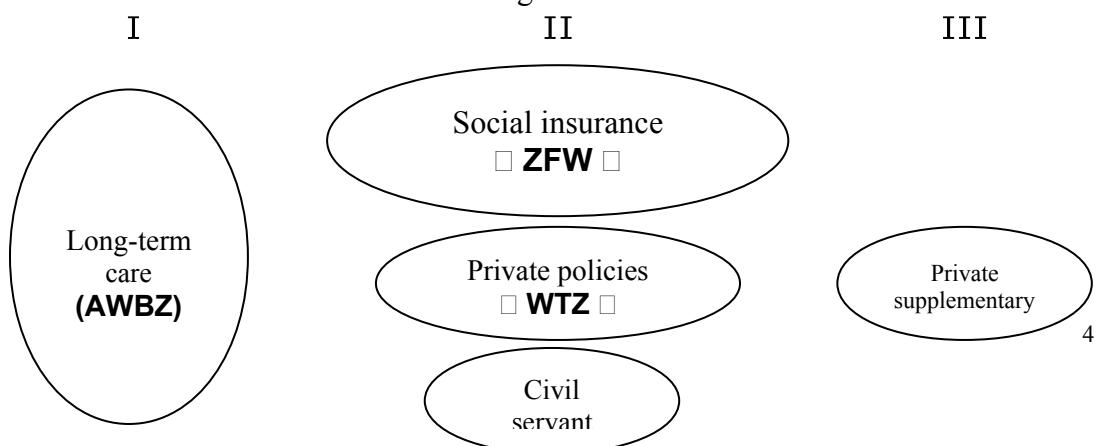 I II III
Social insurance
□ ZFW □
Long-term
care
(AWBZ)
Private policies
□ WTZ □
Private
supplementary
4
Civil
servant